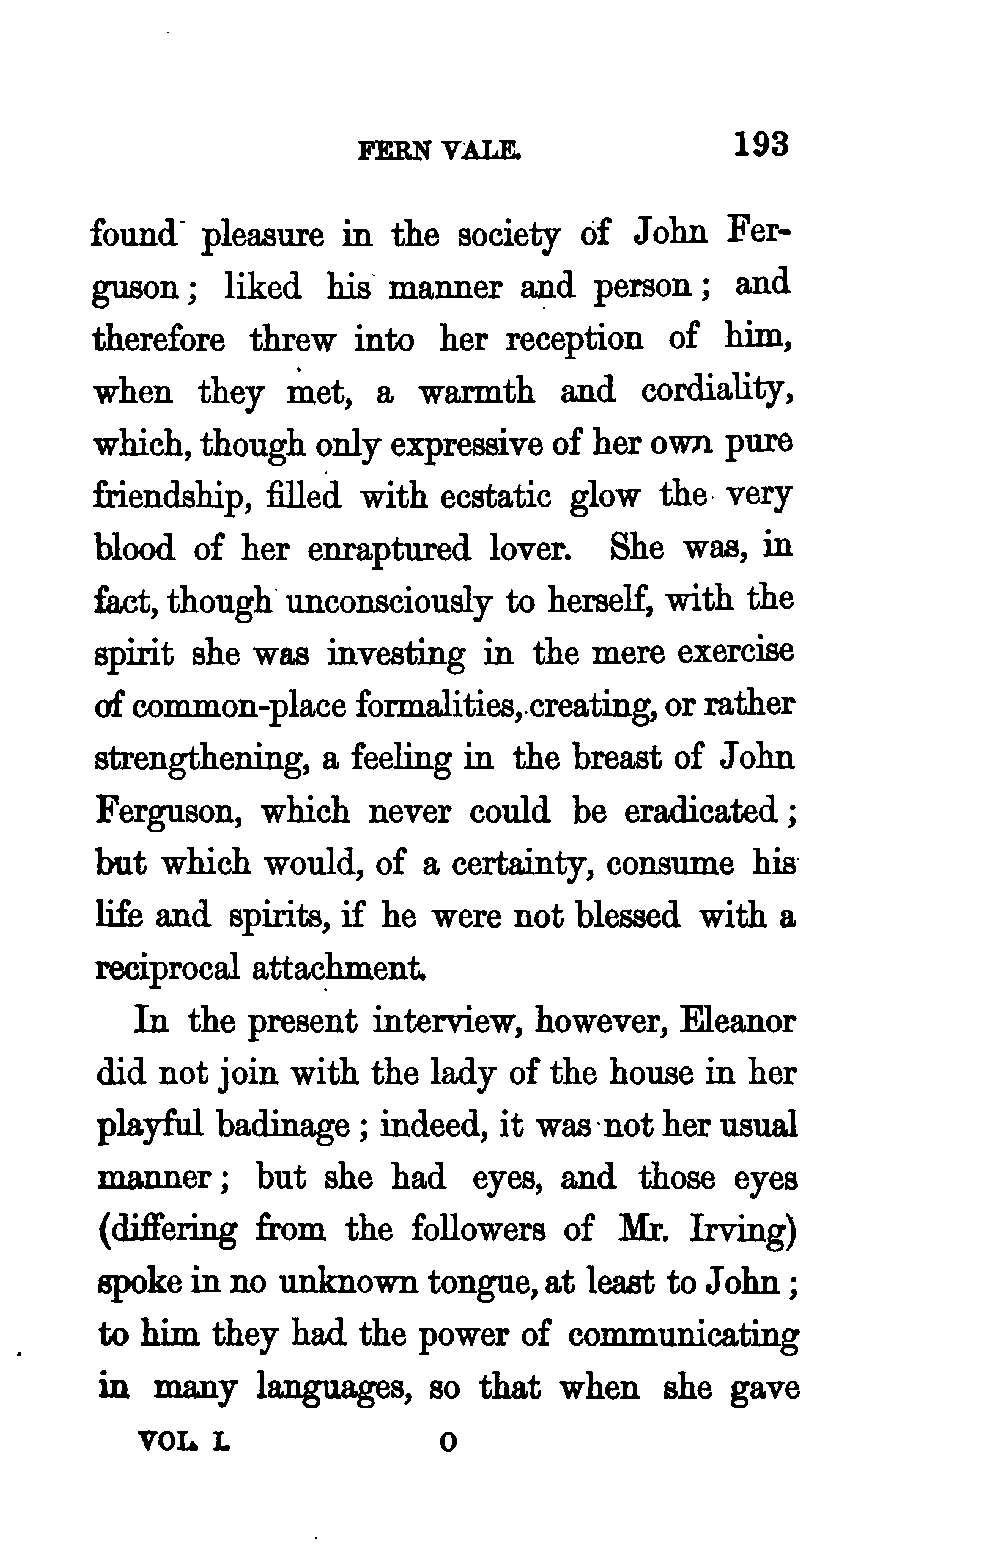 FERN VALE. 193
found pleasure in the society of John Fer-
guson; liked his manner and person; and
therefore threw into her reception of him,
when they met, a warmth and cordiality,
which, though only expressive of her own pure
friendship, filled with ecstatic glow the very
blood of her enraptured lover. She was, in
fact, though unconsciously to herself, with the
spirit she was investing in the mere exercise
of common-place formalities, creating, or rather
strengthening, a feeling in the breast of John
Ferguson, which never could be eradicated;
but which would, of a certainty, consume his
life and spirits, if he were not blessed with a
reciprocal attachment.
In the present interview, however, Eleanor
did not join with the lady of the house in her
playful badinage; indeed, it was not her usual
manner; but she had eyes, and those eyes
(differing from the followers of Mr. Irving)
spoke in no unknown tongue, at least to John;
to him they had the power of communicating
in many languages, so that when she gave
VOL. I. O